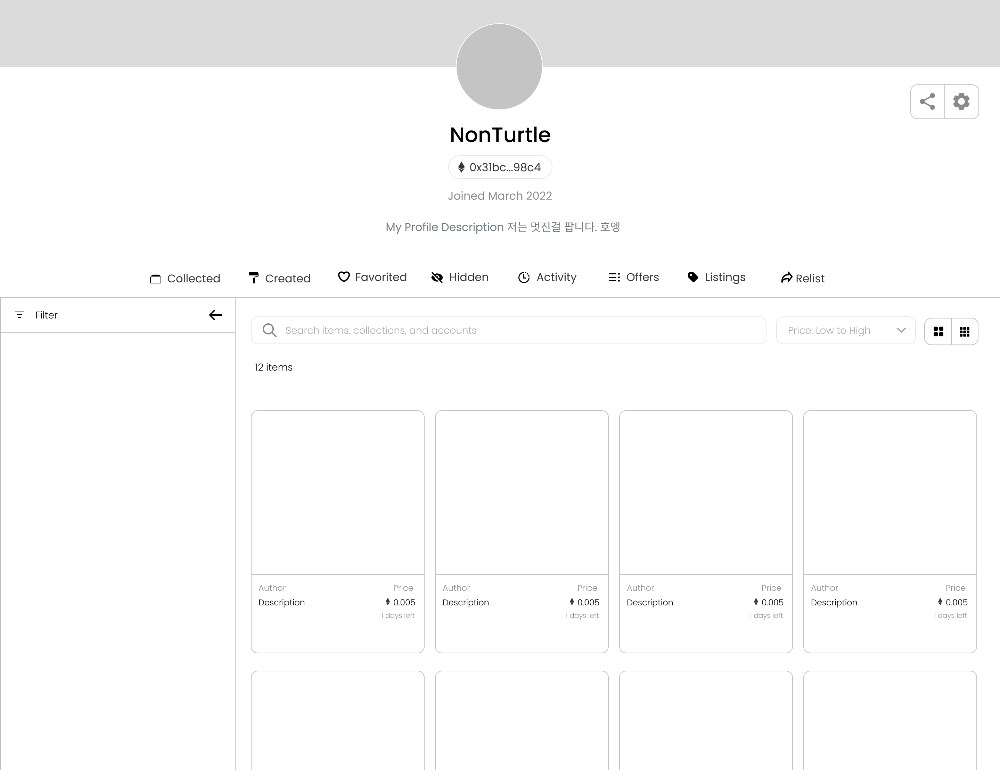 NonTurtle
0x31bc...98c4
Joined March 2022
My Profile Description 저는 멋진걸 팝니다. 호엥
Collected Created Favorited Hidden Activity Offers Listings Relist
Filter
Search items. collections, and accounts
Price: Low to High
12 items
Author Price
Description 0.005
1 days left
Author Price
Description 0.005
1 days left
Author Price
Description 0.005
1 days left
Author Price
Description 0.005
1 days left